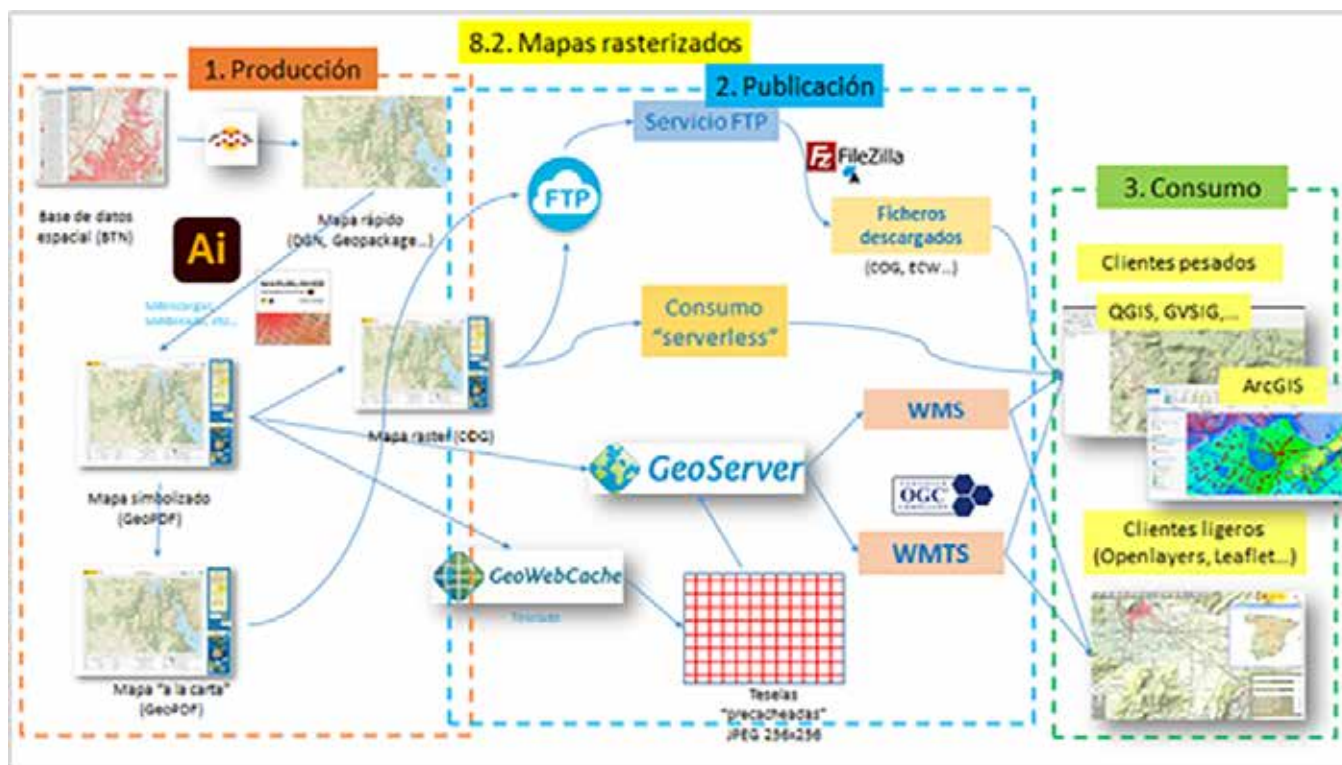 8.2. Mapas rasterizados
1. Producción
2. Publicación
3. Consumo
Base de datos
espacial (BTN)
Mapa rápido
(DGN, Geopackage...)
Ai
Mapa simbolizado
(GeoPDF)
Mapa "a la carta"
(GeoPDF)
Mapa raster (COG)
FTP
Servicio FTP
FileZilla
Ficheros
descargados
(COG, ECW...)
Consumo
"serverless"
GeoServer
GeoWebCache
Teselado
Teselas
"precacheadas"
JPEG 256x256
WMS
OGC
WMTS
Clientes pesados
QGIS, GVSIG,...
ArcGIS
Clientes ligeros
(Openlayers, Leaflet...)